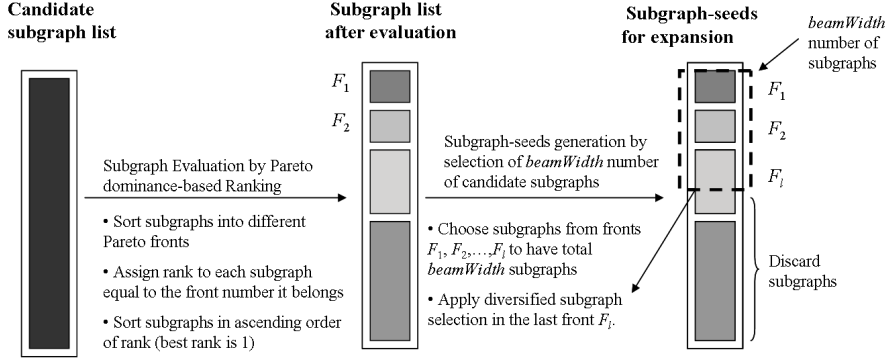 Candidate
subgraph list
Subgraph Evaluation by Pareto
dominance-based Ranking
• Sort subgraphs into different
Pareto fronts
• Assign rank to each subgraph
equal to the front number it belongs
• Sort subgraphs in ascending order
of rank (best rank is 1)
Subgraph list
after evaluation
F1
F2
Subgraph-seeds generation by
selection of beamWidth number
of candidate subgraphs
• Choose subgraphs from fronts
F1, F2,…,Fl to have total
beamWidth subgraphs
• Apply diversified subgraph
selection in the last front Fl.
Subgraph-seeds
for expansion
beamWidth
number of
subgraphs
F1
F2
Fl
Discard
subgraphs